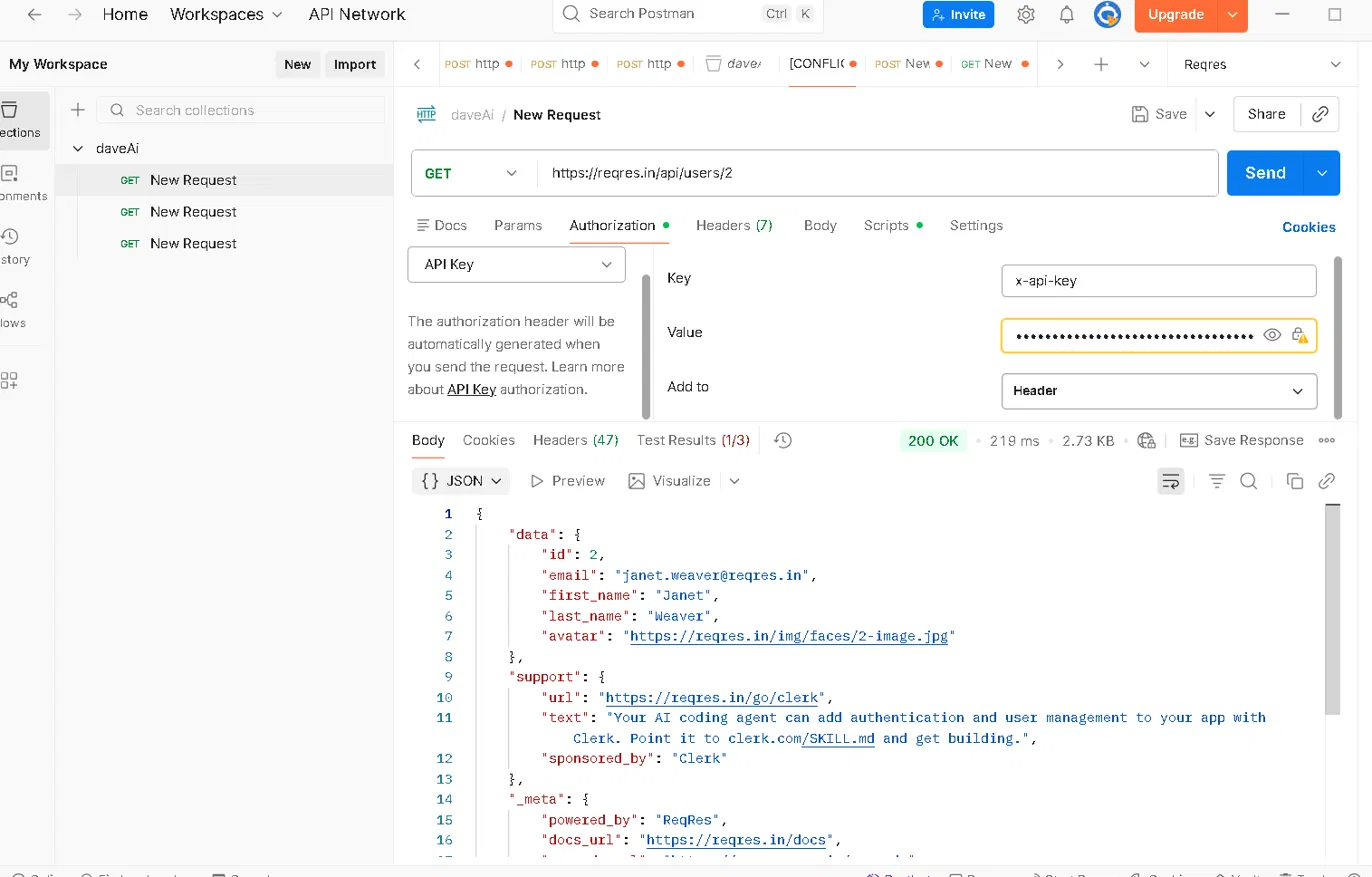 Home Workspaces API Network Search Postman Ctrl K Invite Upgrade
My Workspace New Import
POST http POST http POST http dave [CONFLIC POST New GET New Reqres
Search collections
ections
daveAi
GET New Request
GET New Request
GET New Request
onments
story
lows
HTTP daveAi / New Request Save Share
GET https://reqres.in/api/users/2 Send
Docs Params Authorization Headers (7) Body Scripts Settings Cookies
API Key
The authorization header will be
automatically generated when
you send the request. Learn more
about API Key authorization.
Key x-api-key
Value ••••••••••••••••••••••••••••••••
Add to Header
Body Cookies Headers (47) Test Results (1/3) 200 OK • 219 ms • 2.73 KB • e.g. Save Response
{} JSON Preview Visualize
1 {
2 "data": {
3 "id": 2,
4 "email": "janet.weaver@reqres.in",
5 "first_name": "Janet",
6 "last_name": "Weaver",
7 "avatar": "https://reqres.in/img/faces/2-image.jpg"
8 },
9 "support": {
10 "url": "https://reqres.in/go/clerk",
11 "text": "Your AI coding agent can add authentication and user management to your app with
Clerk. Point it to clerk.com/SKILL.md and get building.",
12 "sponsored_by": "Clerk"
13 },
14 "_meta": {
15 "powered_by": "ReqRes",
16 "docs_url": "https://reqres.in/docs",